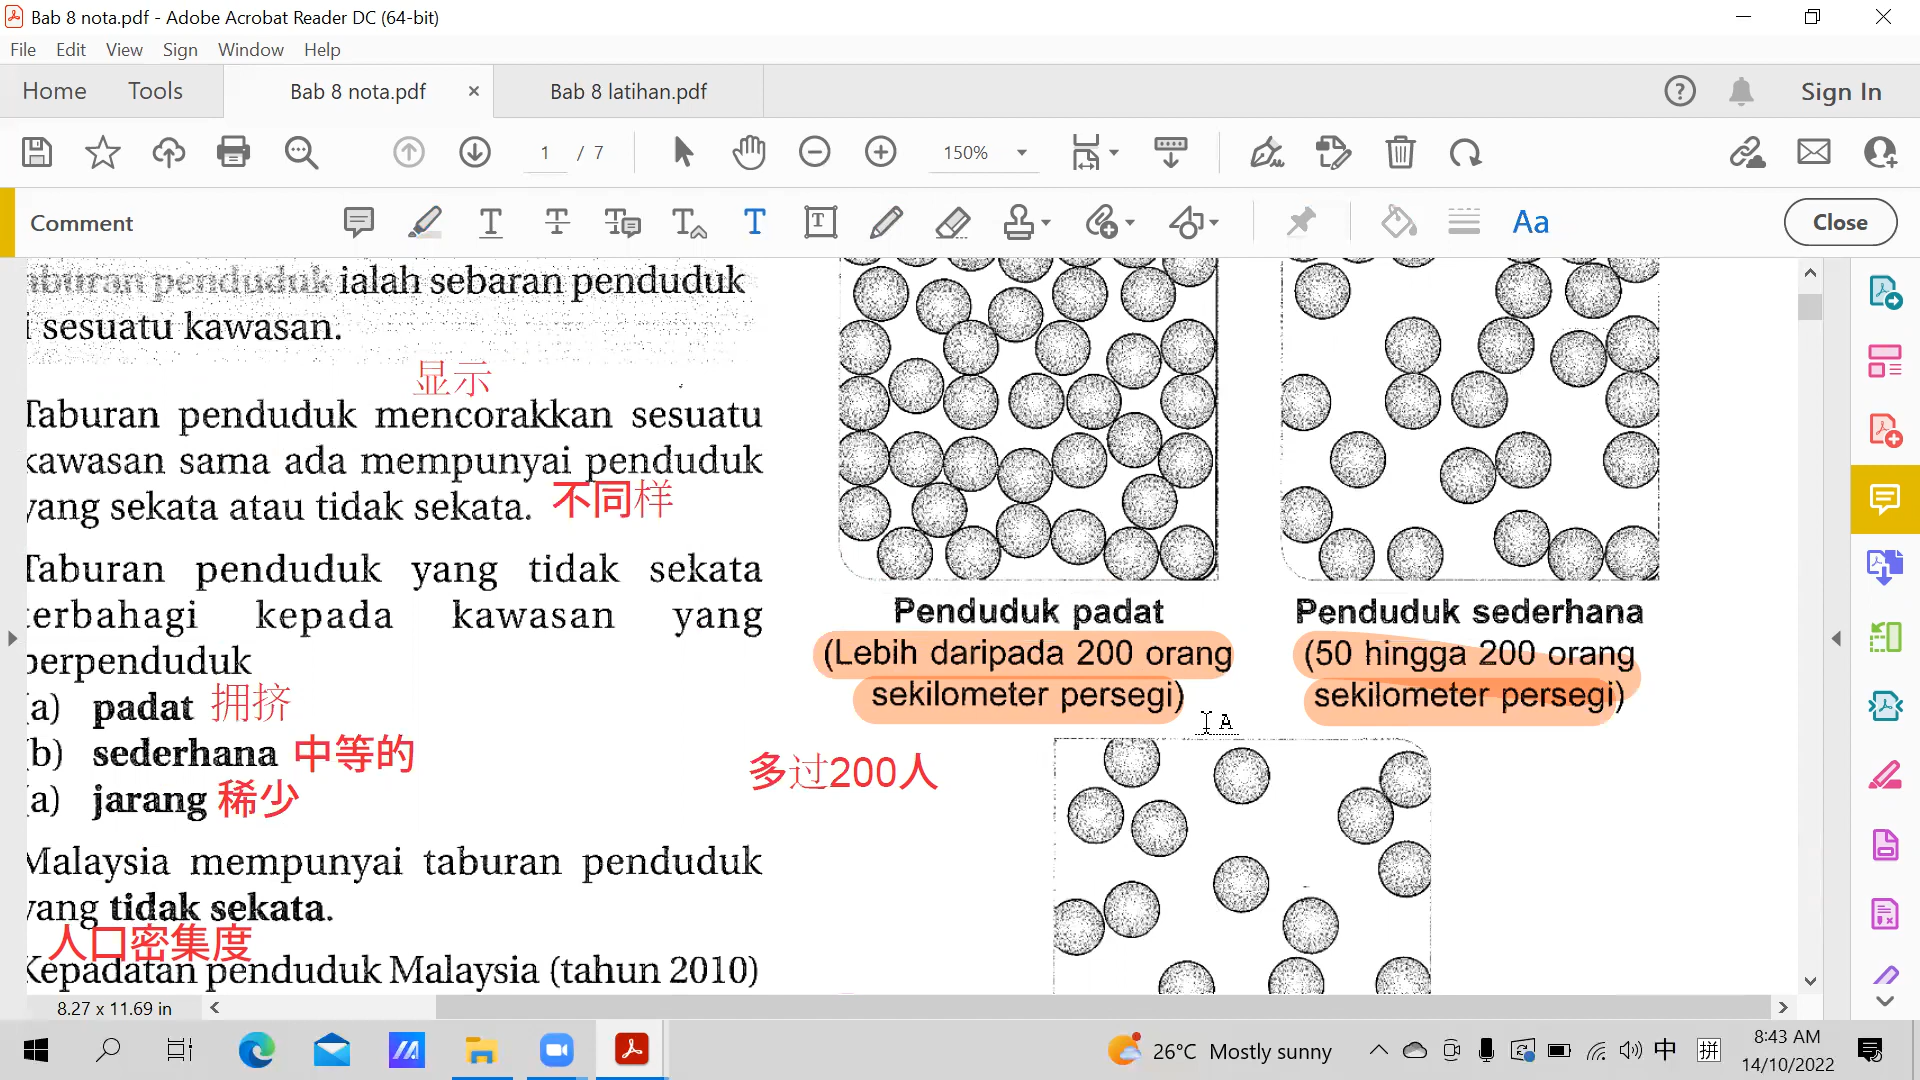 Bab 8 nota.pdf - Adobe Acrobat Reader DC (64-bit)
File Edit View Sign Window Help
Home Tools Bab 8 nota.pdf × Bab 8 latihan.pdf Sign In
1 / 7 150%
Comment Close
penduduk ialah sebaran penduduk
sesuatu kawasan.
显示
Taburan penduduk mencorakkan sesuatu
kawasan sama ada mempunyai penduduk
yang sekata atau tidak sekata. 不同样
Taburan penduduk yang tidak sekata
terbahagi kepada kawasan yang
berpenduduk
(a) padat 拥挤
(b) sederhana 中等的
(a) jarang 稀少
Malaysia mempunyai taburan penduduk
yang tidak sekata.
人口密集度
Kepadatan penduduk Malaysia (tahun 2010)
Penduduk padat
(Lebih daripada 200 orang
sekilometer persegi)
多过200人
Penduduk sederhana
(50 hingga 200 orang
sekilometer persegi)
8.27 x 11.69 in
26°C Mostly sunny
中
拼
8:43 AM
14/10/2022